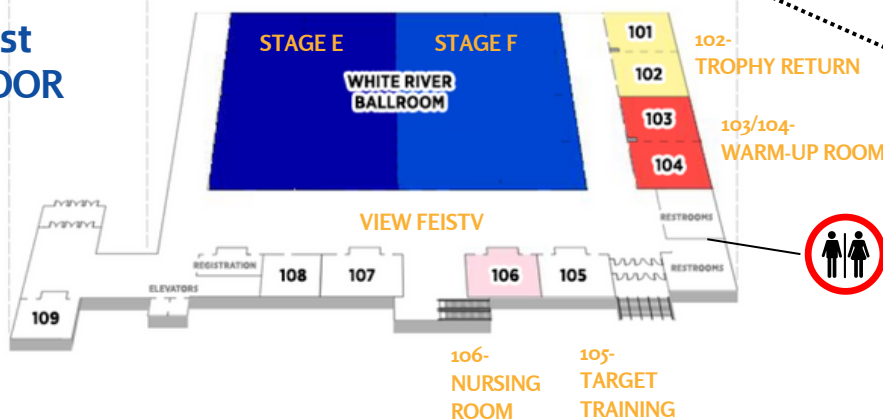 st
OOR
STAGE E
STAGE F
WHITE RIVER
BALLROOM
101
102
103
104
102-
TROPHY RETURN
103/104-
WARM-UP ROOM
VIEW FEISTV
RESTROOMS
RESTROOMS
REGISTRATION
ELEVATORS
109
108
107
106
105
106-
NURSING
ROOM
105-
TARGET
TRAINING